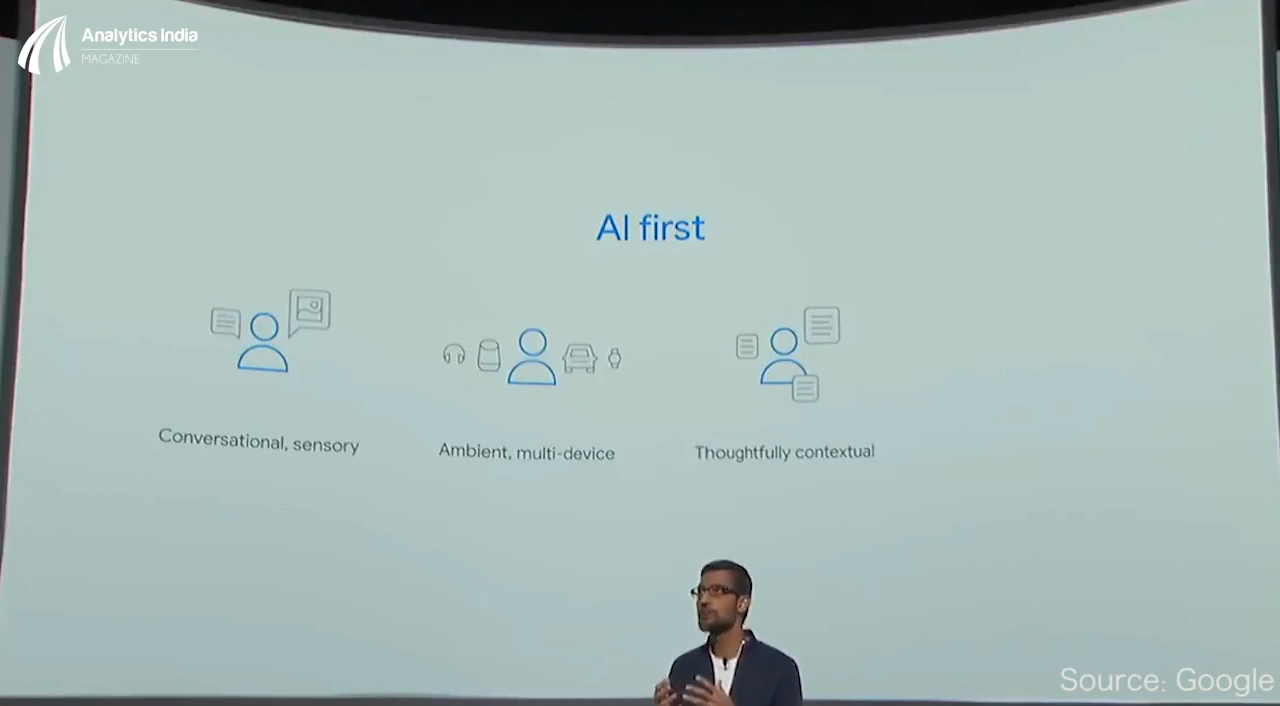 Analytics India
MAGAZINE
AI first
Conversational, sensory
Ambient, multi-device
Thoughtfully contextual
Source: Google